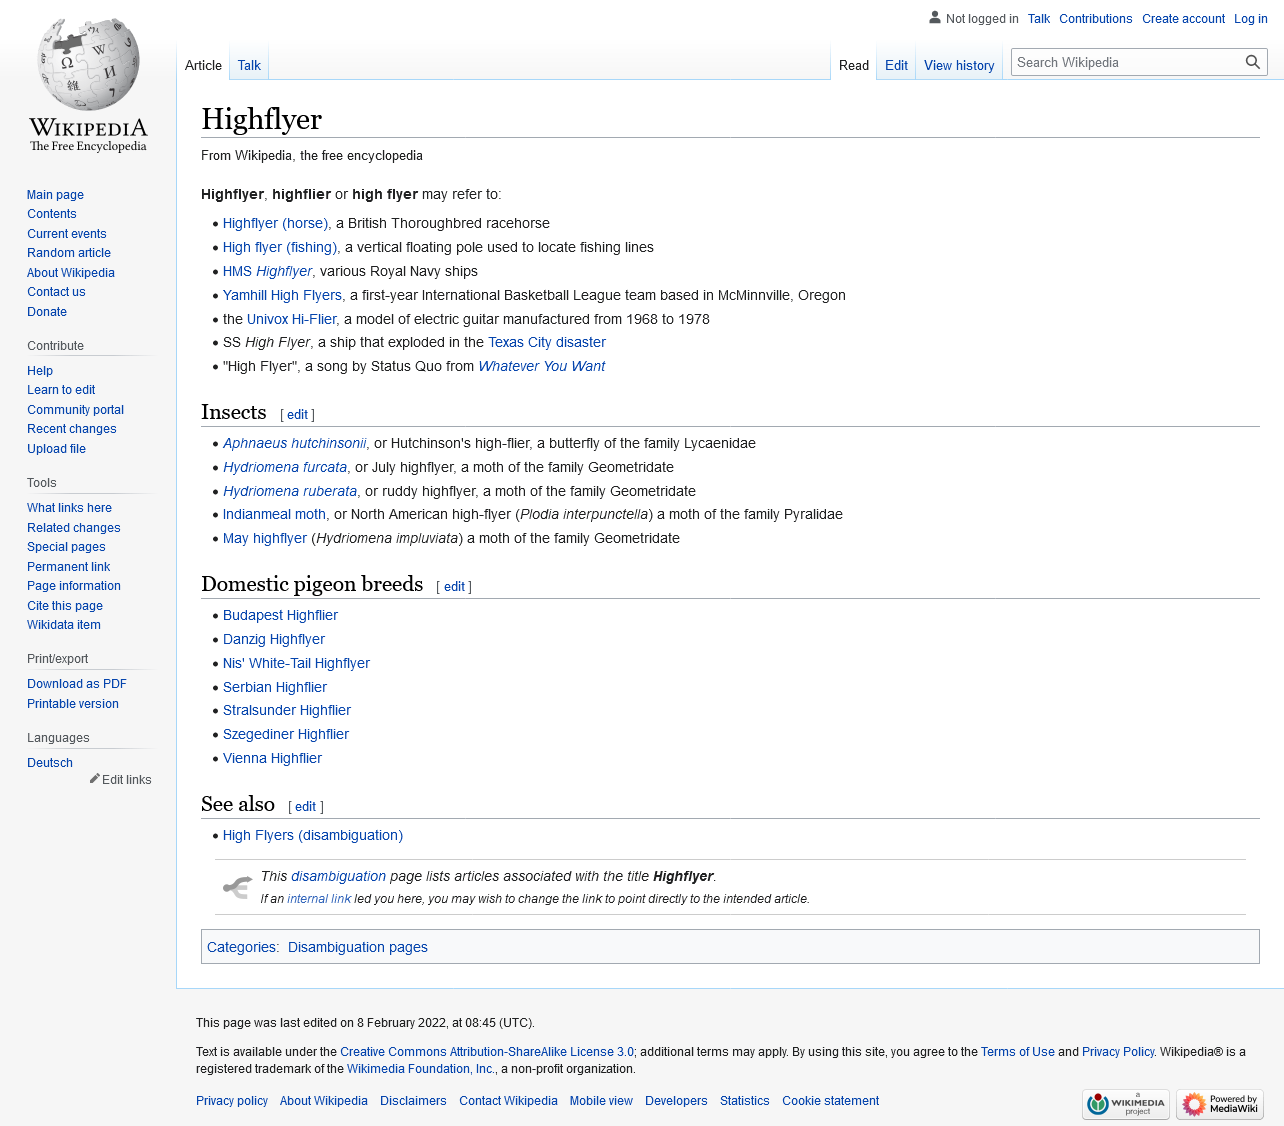 Not logged in Talk Contributions Create account Log in
Article Talk Read Edit View history Search Wikipedia
WIKIPEDIA
The Free Encyclopedia
Main page
Contents
Current events
Random article
About Wikipedia
Contact us
Donate
Contribute
Help
Learn to edit
Community portal
Recent changes
Upload file
Tools
What links here
Related changes
Special pages
Permanent link
Page information
Cite this page
Wikidata item
Print/export
Download as PDF
Printable version
Languages
Deutsch
Edit links
Highflyer
From Wikipedia, the free encyclopedia
Highflyer, highflier or high flyer may refer to:
• Highflyer (horse), a British Thoroughbred racehorse
• High flyer (fishing), a vertical floating pole used to locate fishing lines
• HMS Highflyer, various Royal Navy ships
• Yamhill High Flyers, a first-year International Basketball League team based in McMinnville, Oregon
• the Univox Hi-Flier, a model of electric guitar manufactured from 1968 to 1978
• SS High Flyer, a ship that exploded in the Texas City disaster
• "High Flyer", a song by Status Quo from Whatever You Want
Insects [ edit ]
• Aphnaeus hutchinsonii, or Hutchinson's high-flier, a butterfly of the family Lycaenidae
• Hydriomena furcata, or July highflyer, a moth of the family Geometridate
• Hydriomena ruberata, or ruddy highflyer, a moth of the family Geometridate
• Indianmeal moth, or North American high-flyer (Plodia interpunctella) a moth of the family Pyralidae
• May highflyer (Hydriomena impluviata) a moth of the family Geometridate
Domestic pigeon breeds [ edit ]
• Budapest Highflier
• Danzig Highflyer
• Nis' White-Tail Highflyer
• Serbian Highflier
• Stralsunder Highflier
• Szegediner Highflier
• Vienna Highflier
See also [ edit ]
• High Flyers (disambiguation)
This disambiguation page lists articles associated with the title Highflyer.
If an internal link led you here, you may wish to change the link to point directly to the intended article.
Categories: Disambiguation pages
This page was last edited on 8 February 2022, at 08:45 (UTC).
Text is available under the Creative Commons Attribution-ShareAlike License 3.0; additional terms may apply. By using this site, you agree to the Terms of Use and Privacy Policy. Wikipedia® is a
registered trademark of the Wikimedia Foundation, Inc., a non-profit organization.
Privacy policy About Wikipedia Disclaimers Contact Wikipedia Mobile view Developers Statistics Cookie statement
a
WIKIMEDIA
project
Powered by
MediaWiki